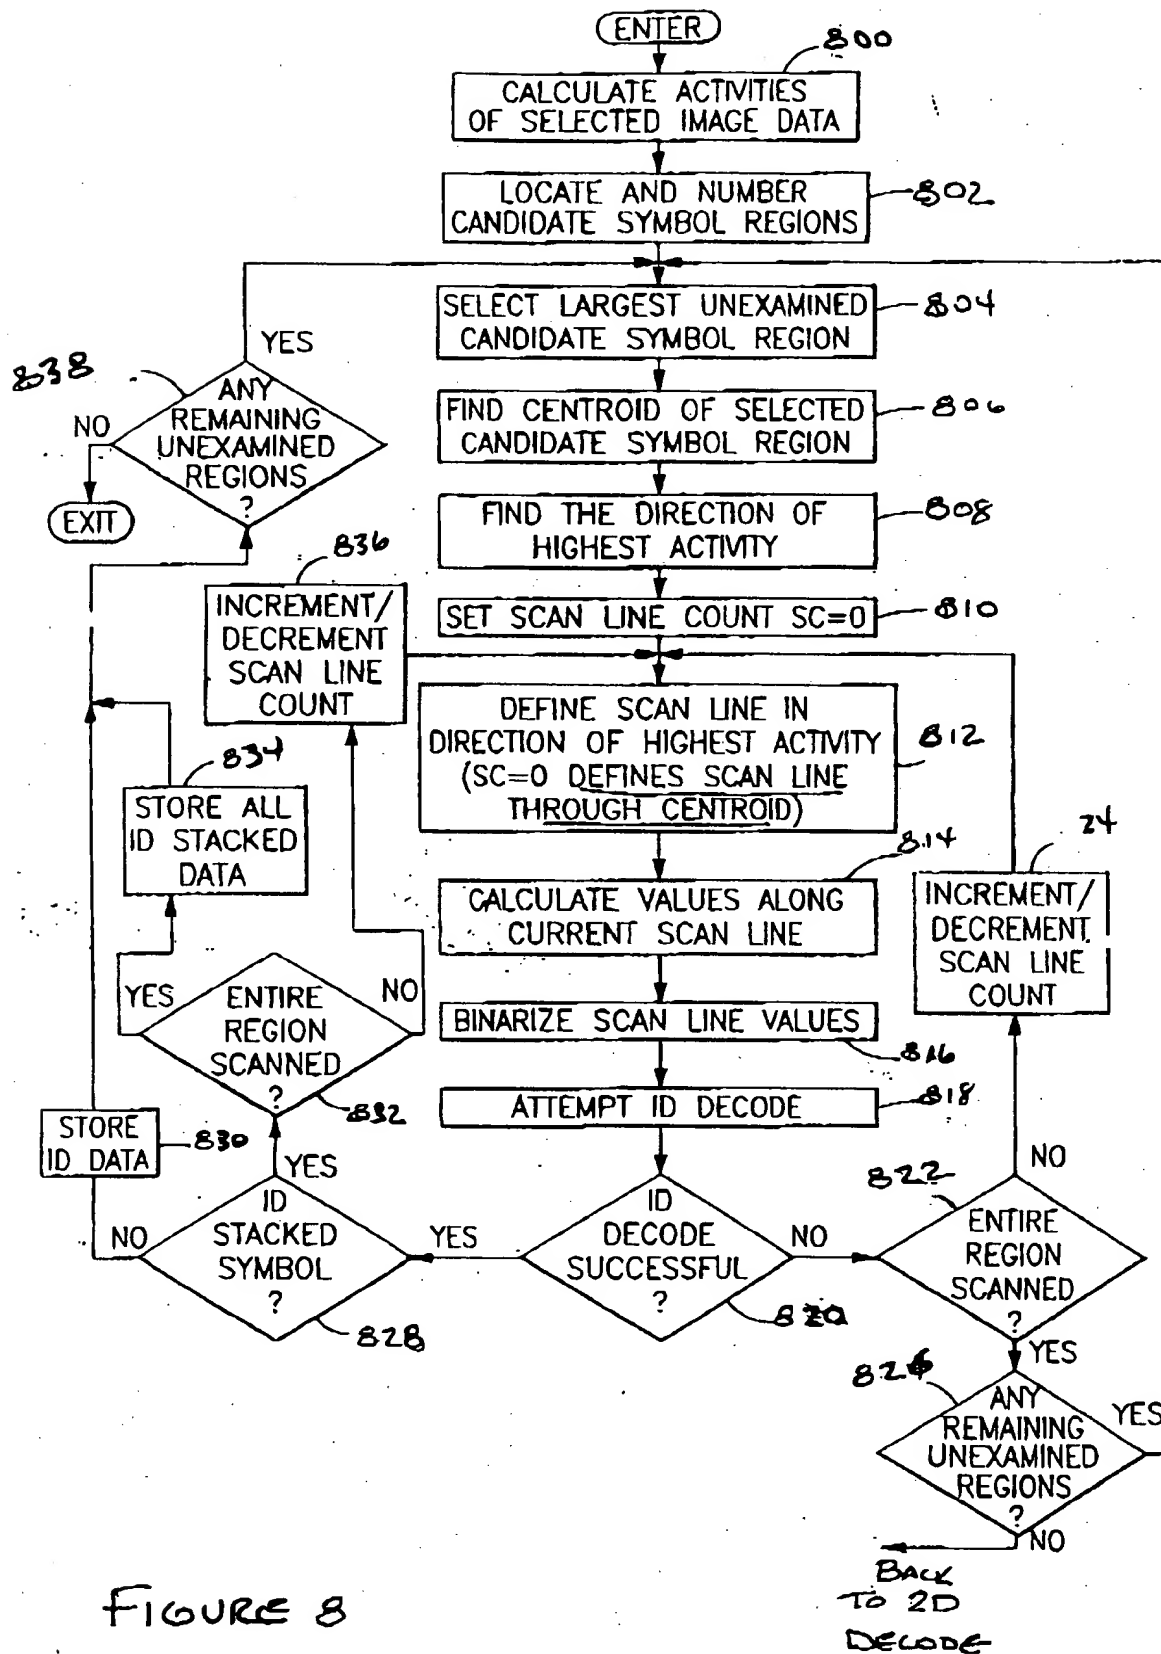 ENTER
800
CALCULATE ACTIVITIES
OF SELECTED IMAGE DATA
LOCATE AND NUMBER
CANDIDATE SYMBOL REGIONS
802
SELECT LARGEST UNEXAMINED
CANDIDATE SYMBOL REGION
804
YES
838
ANY
REMAINING
UNEXAMINED
REGIONS
?
NO
EXIT
FIND CENTROID OF SELECTED
CANDIDATE SYMBOL REGION
806
FIND THE DIRECTION OF
HIGHEST ACTIVITY
808
836
INCREMENT/
DECREMENT
SCAN LINE
COUNT
SET SCAN LINE COUNT SC=0
810
DEFINE SCAN LINE IN
DIRECTION OF HIGHEST ACTIVITY
(SC=0 DEFINES SCAN LINE
THROUGH CENTROID)
812
834
STORE ALL
ID STACKED
DATA
814
CALCULATE VALUES ALONG
CURRENT SCAN LINE
24
INCREMENT/
DECREMENT
SCAN LINE
COUNT
YES
ENTIRE
REGION
SCANNED
?
NO
832
BINARIZE SCAN LINE VALUES
816
ATTEMPT ID DECODE
818
STORE
ID DATA
830
YES
NO
ID
STACKED
SYMBOL
?
828
YES
ID
DECODE
SUCCESSFUL
?
820
NO
822
NO
ENTIRE
REGION
SCANNED
?
YES
826
ANY
REMAINING
UNEXAMINED
REGIONS
?
YES
NO
BACK
TO 2D
DECODE
FIGURE 8